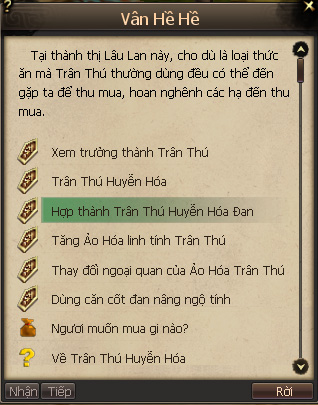 ?
Vân Hề Hề
Tại thành thị Lâu Lan này, cho dù là loại thức
ăn mà Trân Thú thường dùng đều có thể đến
gặp ta để thu mua, hoan nghênh các hạ đến thu
mua.
Xem trưởng thành Trân Thú
Trân Thú Huyễn Hóa
Hợp thành Trân Thú Huyễn Hóa Đan
Tăng Ảo Hóa linh tính Trân Thú
Thay đổi ngoại quan của Ảo Hóa Trân Thú
Dùng căn cốt đan nâng ngộ tính
Ngươi muốn mua gì nào?
? Về Trân Thú Huyễn Hóa
Nhận Tiếp Rời